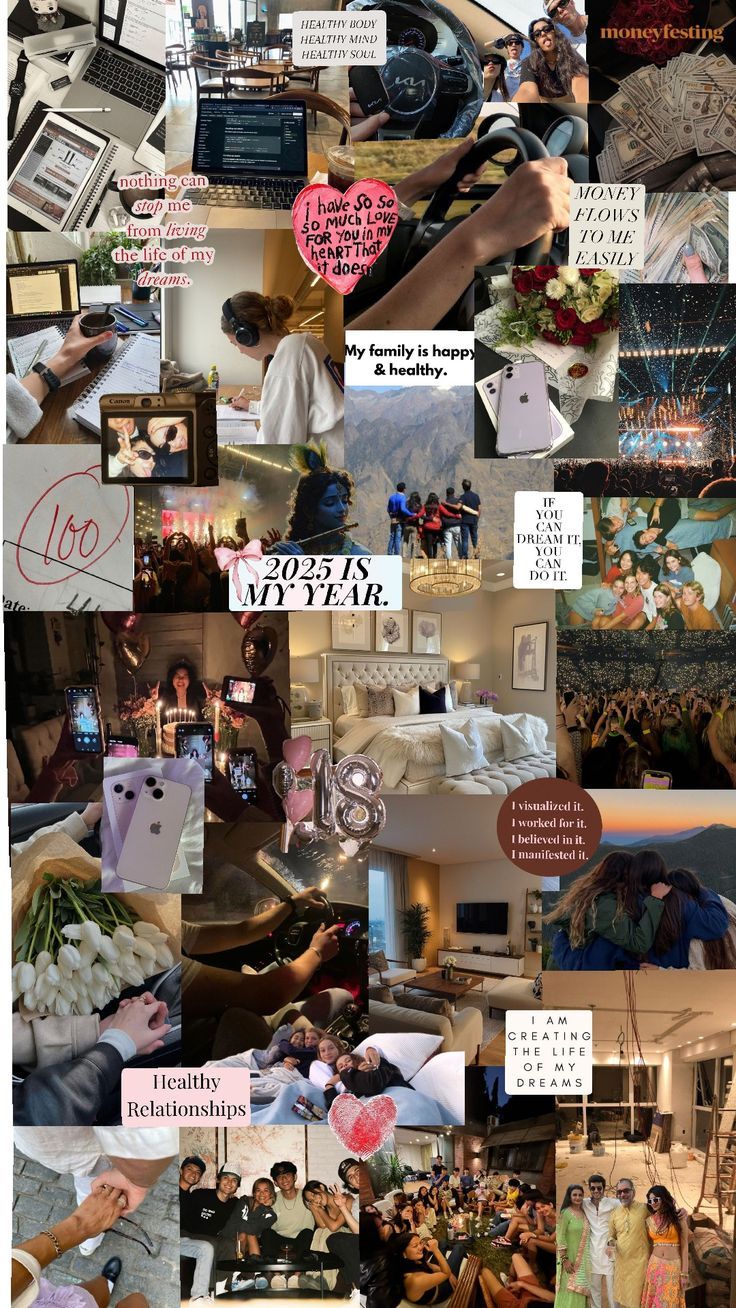 HEALTHY BODY
HEALTHY MIND
HEALTHY SOUL
moneyfesting
nothing can
stop me
from living
the life of my
dreams.
i have so so
so much LOVE
FOR YOU in my
heart That
it does
MONEY
FLOWS
TO ME
EASILY
My family is happy
& healthy.
Canon
100
Date:
IF
YOU
CAN
DREAM IT.
YOU
CAN
DO IT.
2025 IS
MY YEAR.
18
I visualized it.
I worked for it.
I believed in it.
I manifested it.
I AM
CREATING
THE LIFE
OF MY
DREAMS
Healthy
Relationships